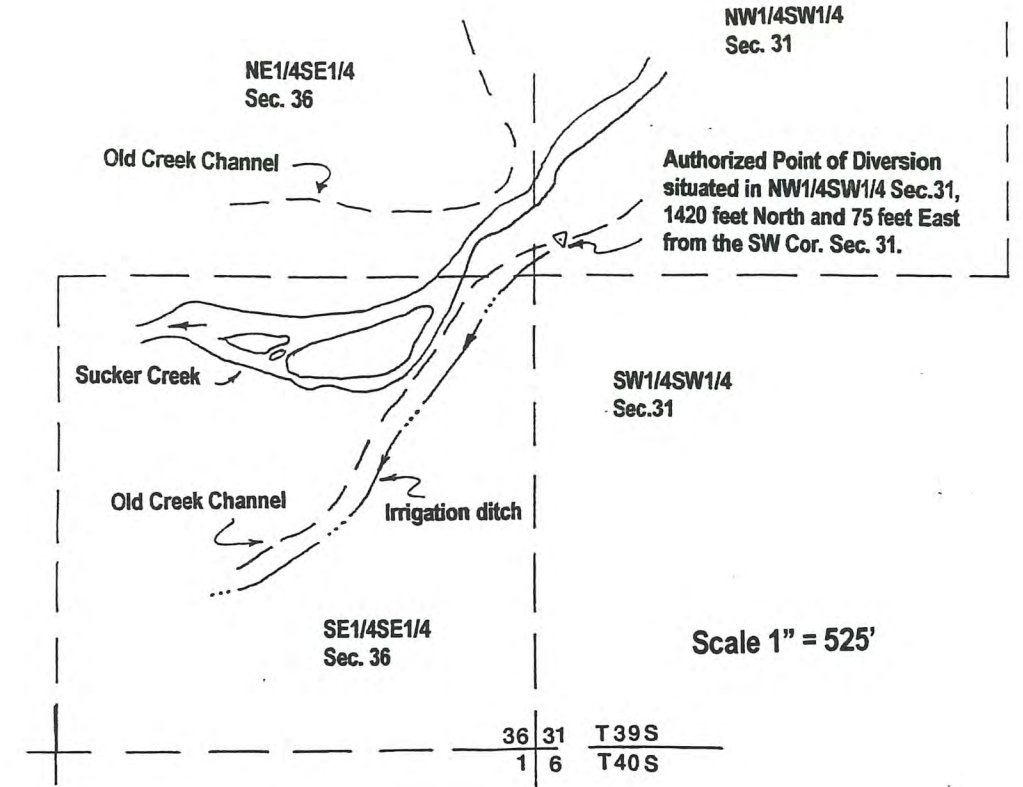 NW1/4SW1/4
Sec. 31
NE1/4SE1/4
Sec. 36
Old Creek Channel
Authorized Point of Diversion
situated in NW1/4SW1/4 Sec.31,
1420 feet North and 75 feet East
from the SW Cor. Sec. 31.
Sucker Creek
SW1/4SW1/4
Sec.31
Old Creek Channel
Irrigation ditch
SE1/4SE1/4
Sec. 36
Scale 1" = 525'
36 31 T39S
1 6 T40S